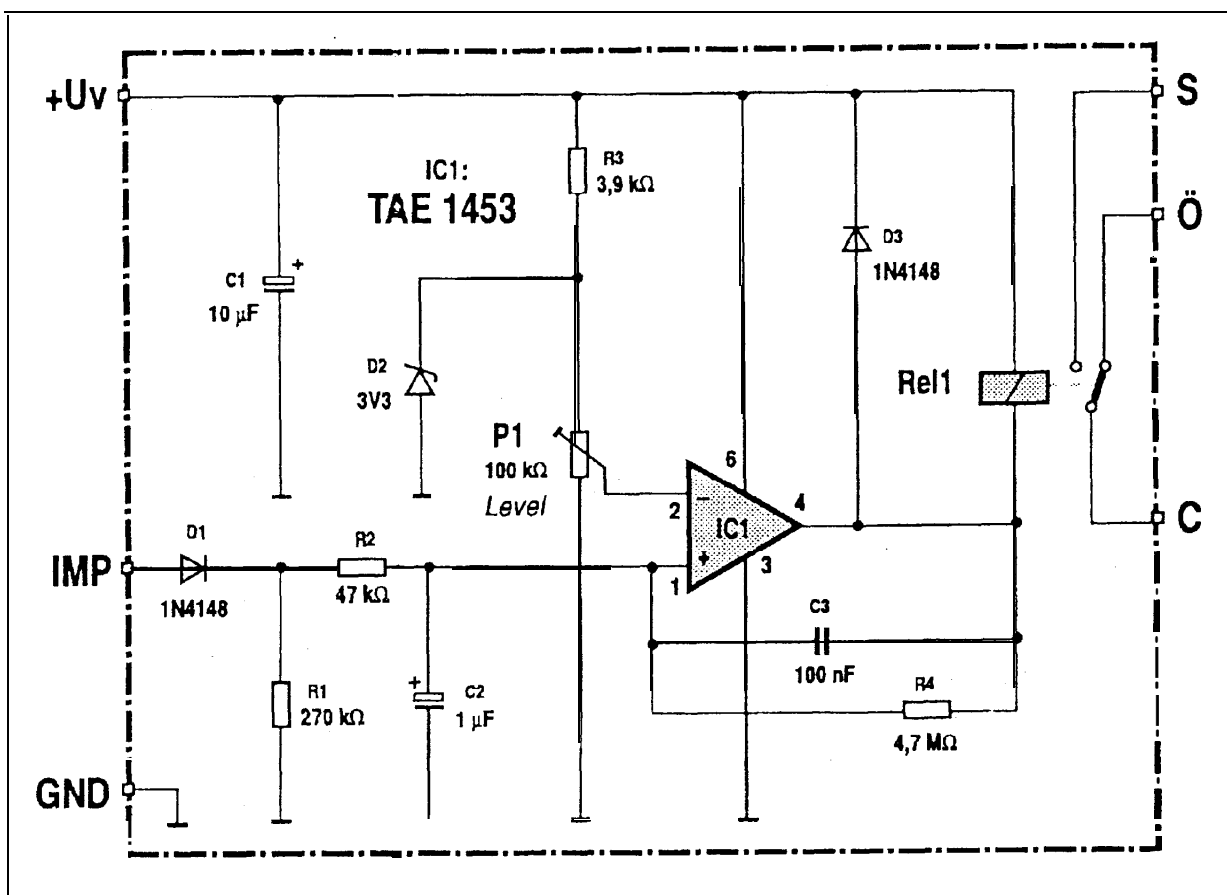 +Uv
S
IC1:
TAE 1453
R3
3,9 kΩ
Ö
D3
1N4148
+
C1
10 µF
D2
3V3
Rel1
P1
100 kΩ
Level
6
−
2
4
IC1
C
D1
R2
IMP
+
1
3
1N4148
47 kΩ
C3
100 nF
R1
270 kΩ
+
C2
1 µF
R4
4,7 MΩ
GND